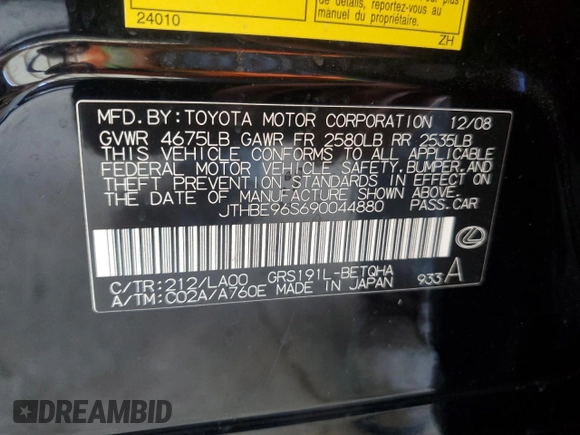 de détails, reportez-vous au
manuel du propriétaire.
24010
ZH
MFD. BY: TOYOTA MOTOR CORPORATION 12/08
GVWR 4675LB GAWR FR 2580LB RR 2535LB
THIS VEHICLE CONFORMS TO ALL APPLICABLE
FEDERAL MOTOR VEHICLE SAFETY, BUMPER, AND
THEFT PREVENTION STANDARDS IN EFFECT ON
THE DATE OF MANUFACTURE SHOWN ABOVE.
JTHBE96S690044880 PASS. CAR
C/TR: 212/LA00 GRS191L-BETQHA
A/TM: C02A/A760E MADE IN JAPAN 933 A
DREAMBID